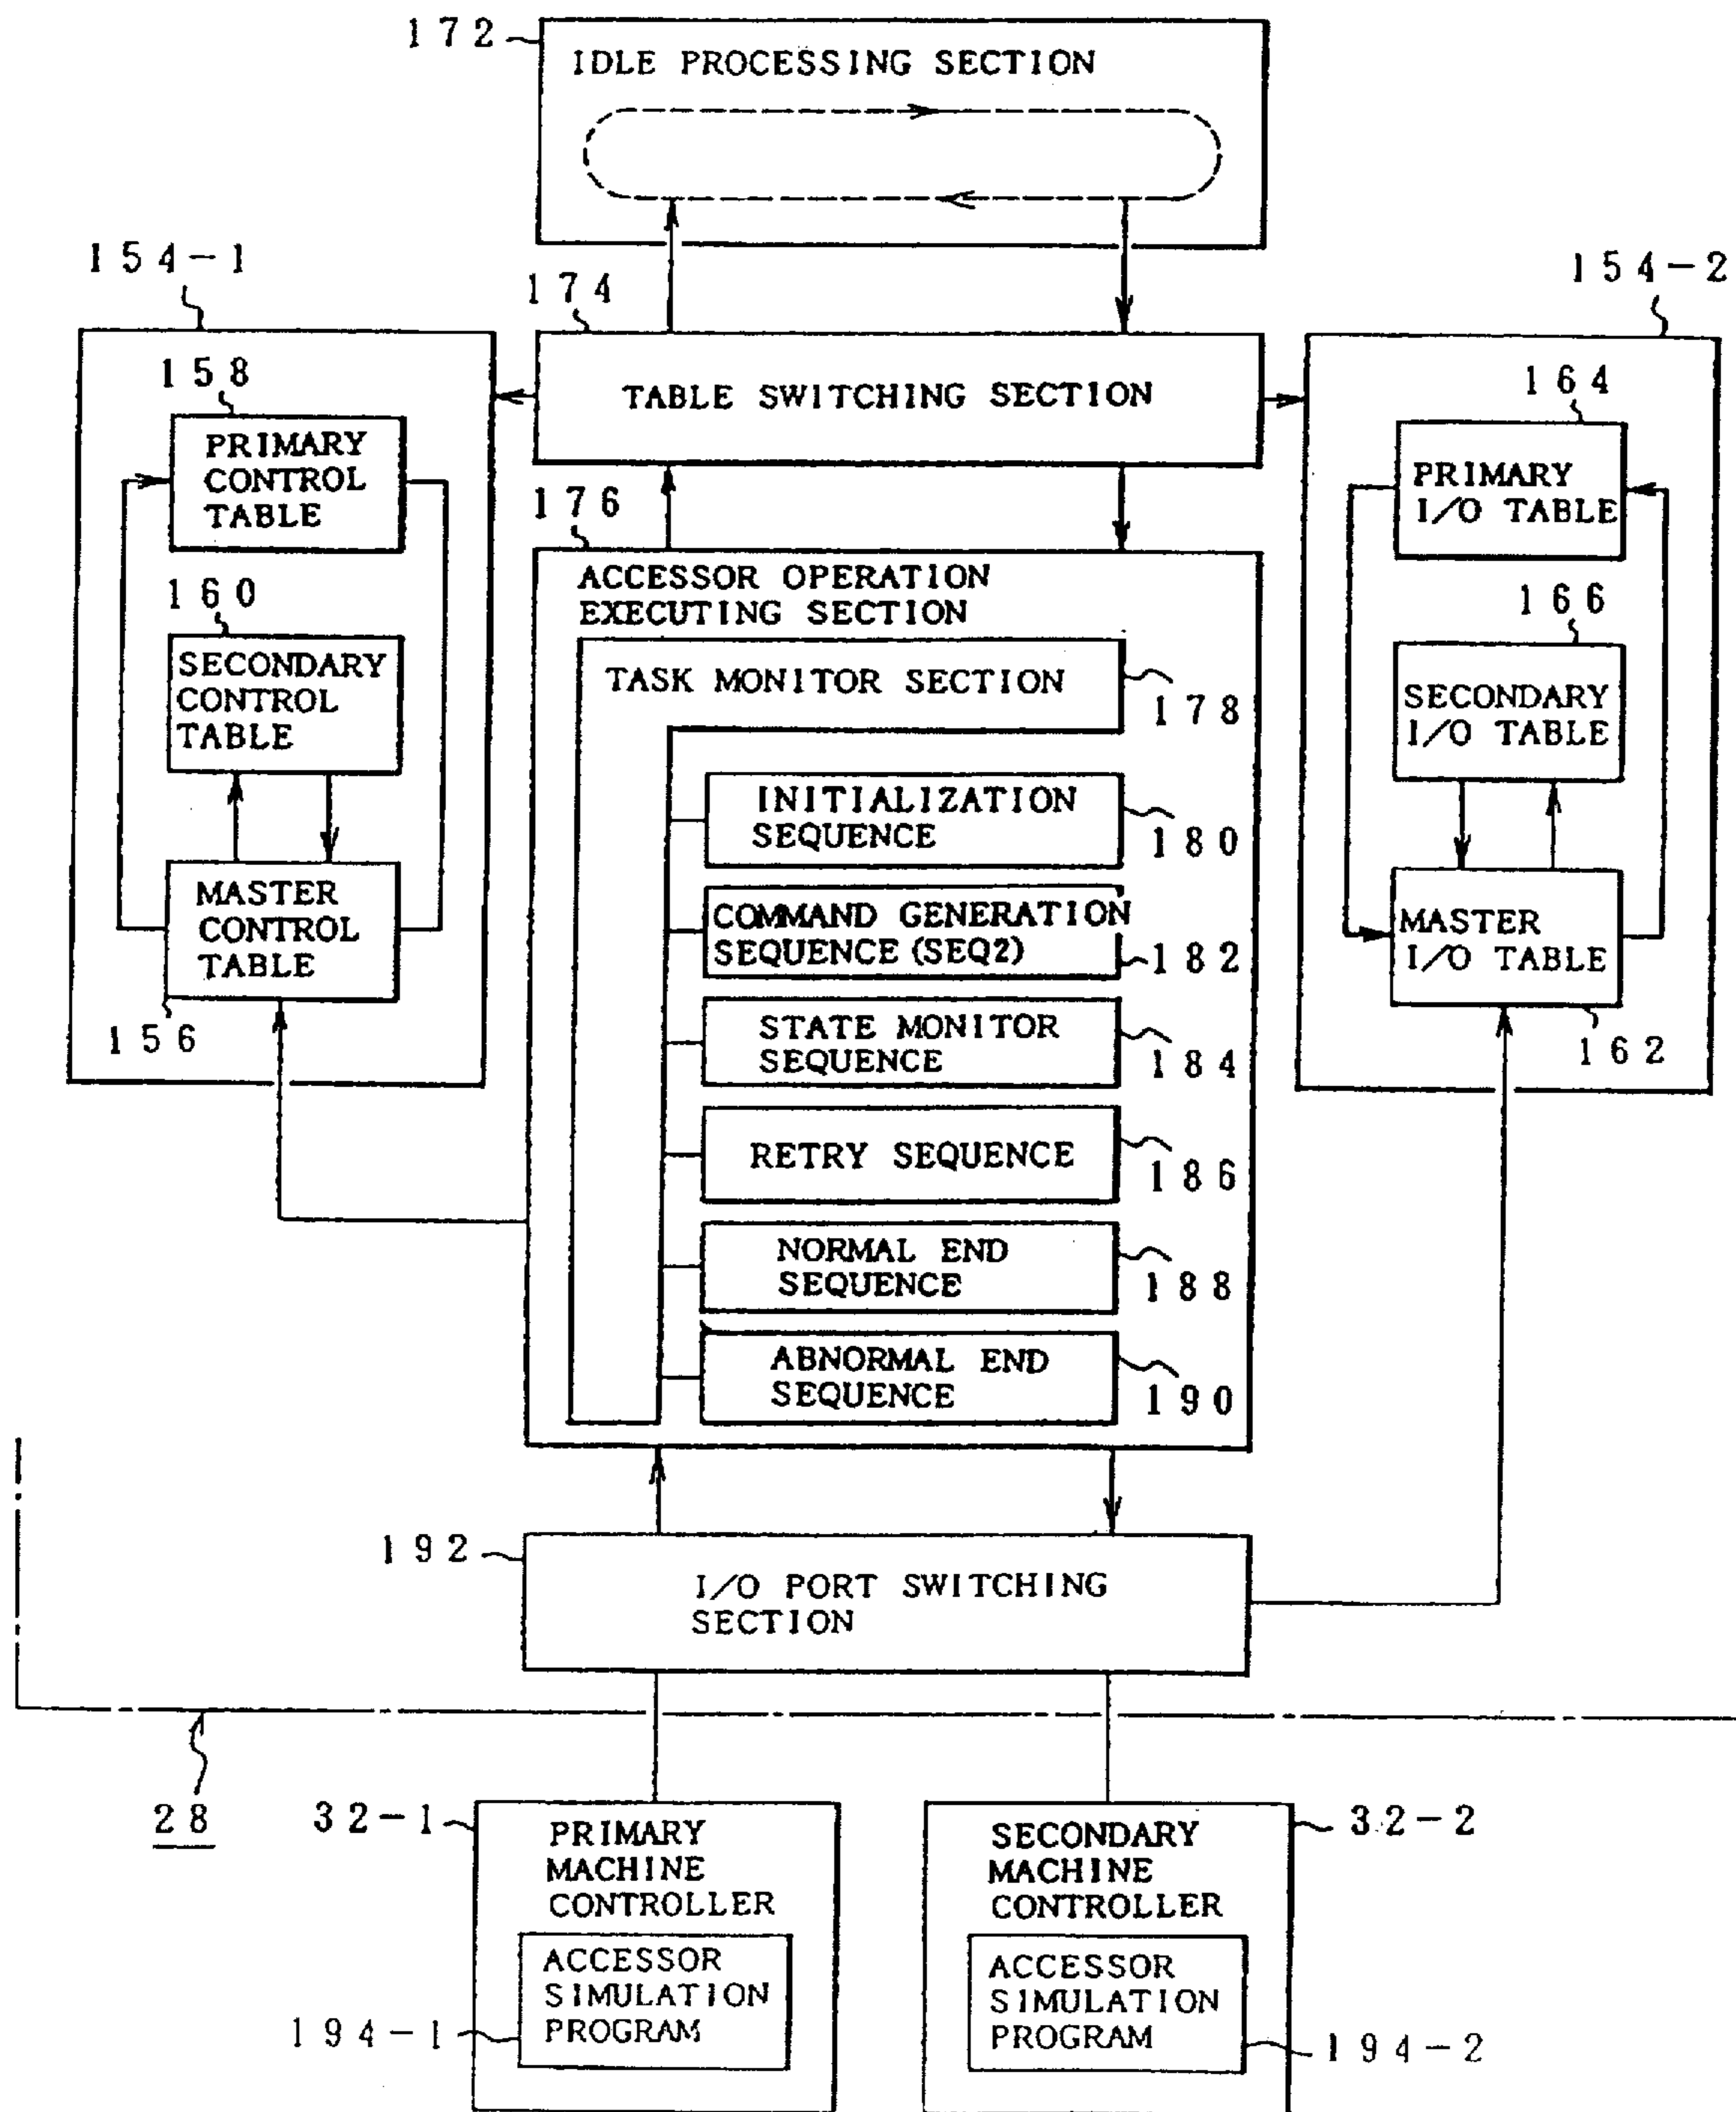 172
IDLE PROCESSING SECTION
154-1
174
154-2
TABLE SWITCHING SECTION
158
PRIMARY
CONTROL
TABLE
164
PRIMARY
I/O TABLE
176
160
SECONDARY
CONTROL
TABLE
ACCESSOR OPERATION
EXECUTING SECTION
166
SECONDARY
I/O TABLE
TASK MONITOR SECTION
178
INITIALIZATION
SEQUENCE
180
MASTER
CONTROL
TABLE
156
COMMAND GENERATION
SEQUENCE (SEQ2)
182
MASTER
I/O TABLE
162
STATE MONITOR
SEQUENCE
184
RETRY SEQUENCE
186
NORMAL END
SEQUENCE
188
ABNORMAL END
SEQUENCE
190
192
I/O PORT SWITCHING
SECTION
28
32-1
PRIMARY
MACHINE
CONTROLLER
ACCESSOR
SIMULATION
PROGRAM
194-1
SECONDARY
MACHINE
CONTROLLER
32-2
ACCESSOR
SIMULATION
PROGRAM
194-2